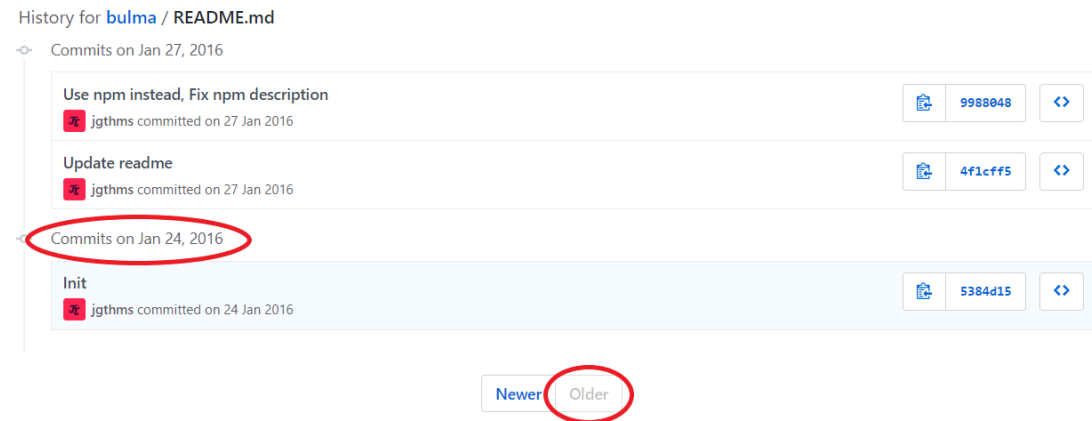 History for bulma / README.md
Commits on Jan 27, 2016
Use npm instead, Fix npm description
9988048
jgthms committed on 27 Jan 2016
Update readme
4f1cff5
jgthms committed on 27 Jan 2016
Commits on Jan 24, 2016
Init
5384d15
jgthms committed on 24 Jan 2016
Newer Older